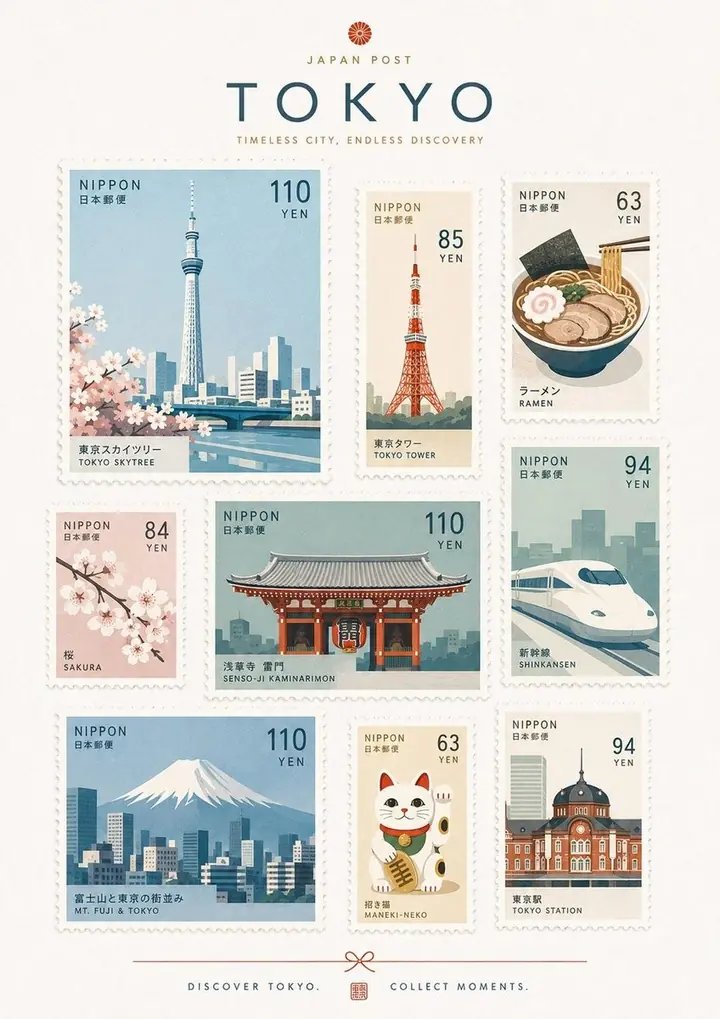 JAPAN POST
TOKYO
TIMELESS CITY, ENDLESS DISCOVERY
NIPPON
日本郵便
110
YEN
東京スカイツリー
TOKYO SKYTREE
NIPPON
日本郵便
85
YEN
東京タワー
TOKYO TOWER
NIPPON
日本郵便
63
YEN
ラーメン
RAMEN
NIPPON
日本郵便
84
YEN
桜
SAKURA
NIPPON
日本郵便
110
YEN
浅草寺 雷門
SENSO-JI KAMINARIMON
NIPPON
日本郵便
94
YEN
新幹線
SHINKANSEN
NIPPON
日本郵便
110
YEN
富士山と東京の街並み
MT. FUJI & TOKYO
NIPPON
日本郵便
63
YEN
招き猫
MANEKI-NEKO
NIPPON
日本郵便
94
YEN
東京駅
TOKYO STATION
DISCOVER TOKYO.
COLLECT MOMENTS.